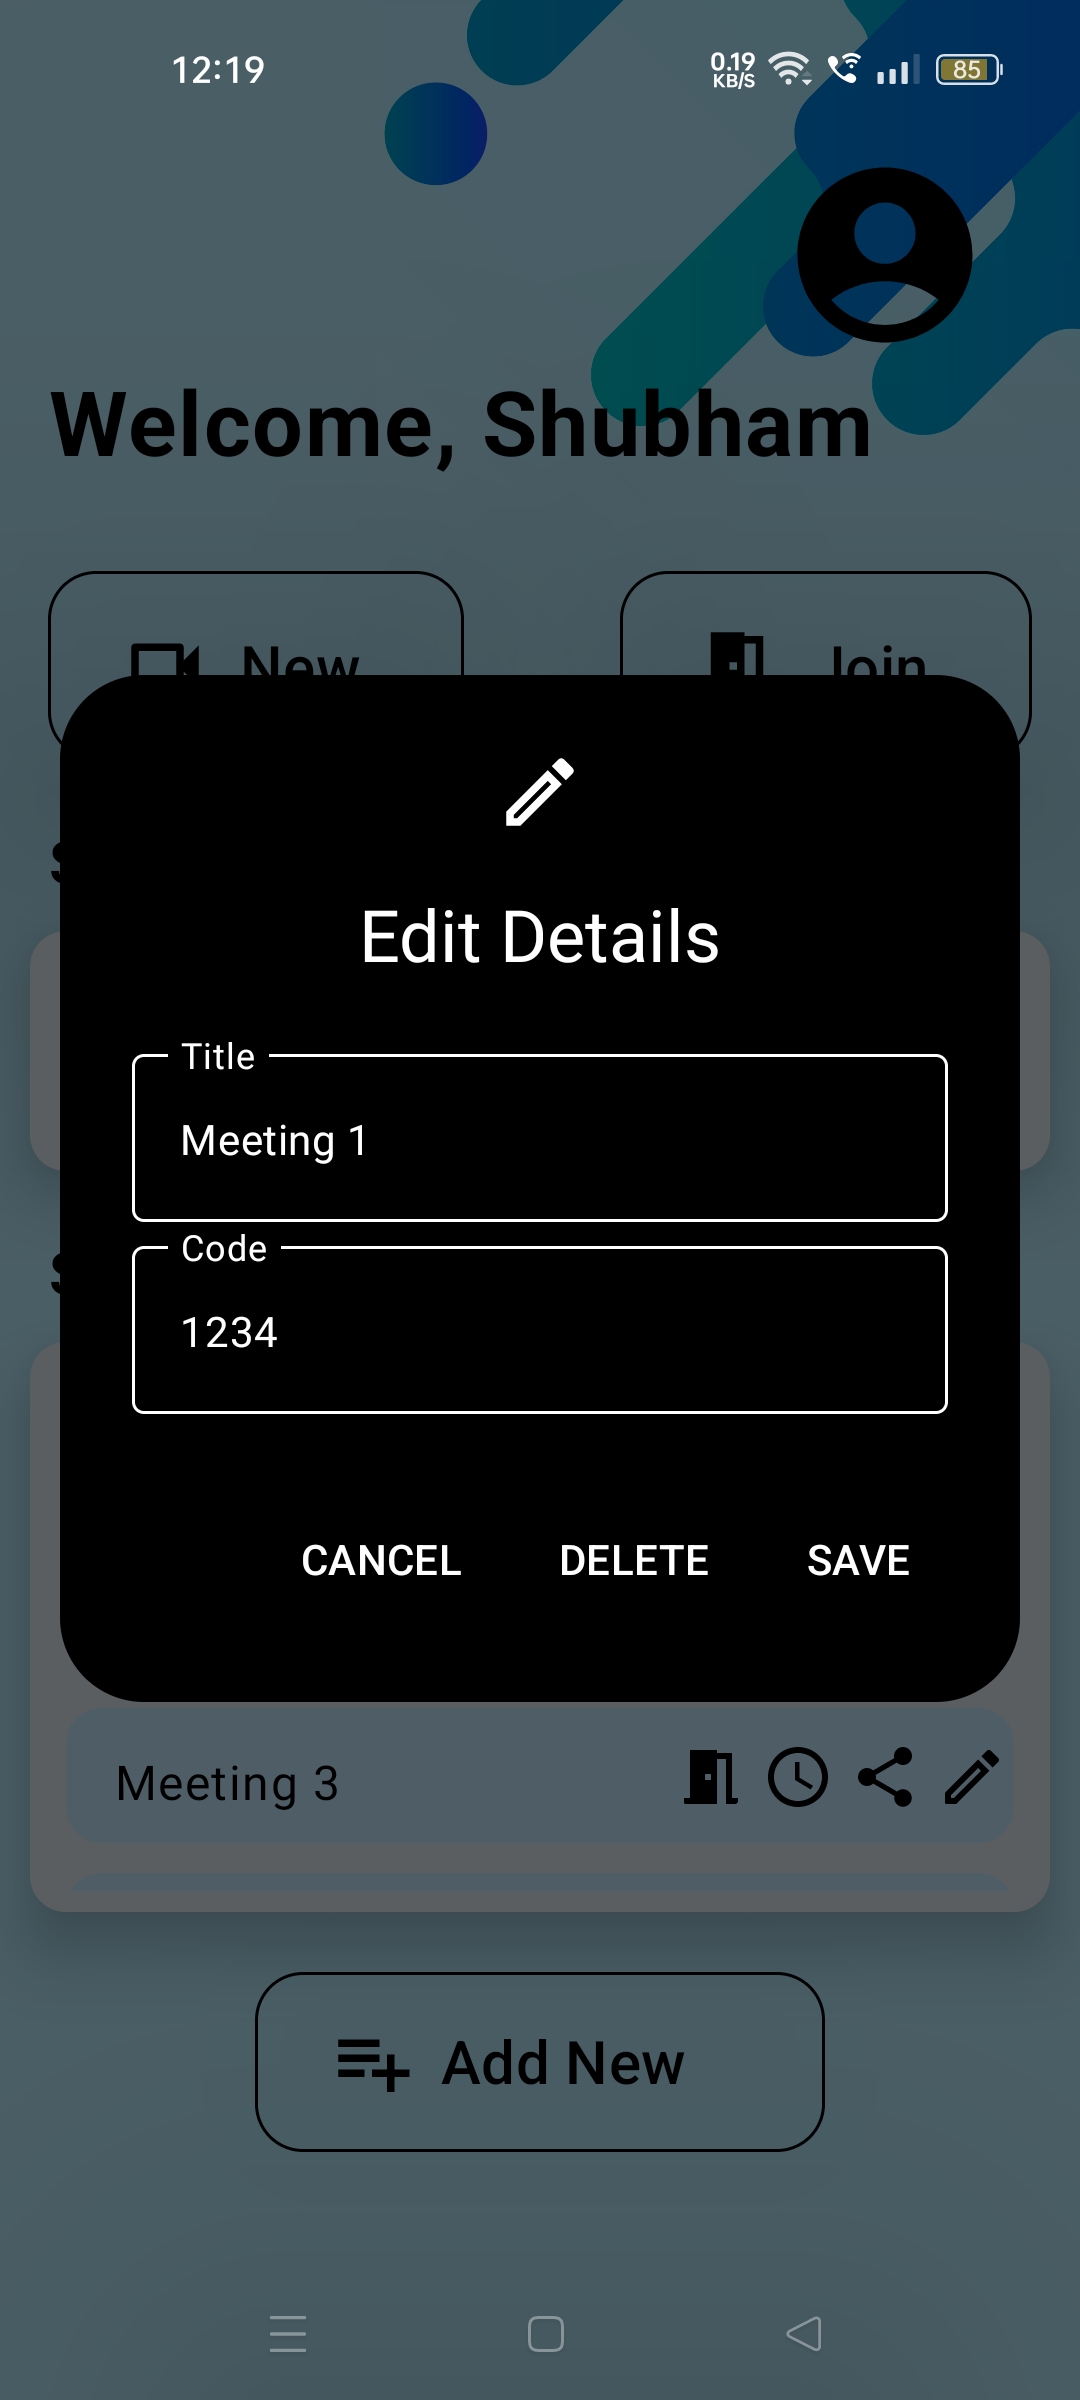 12:19
0.19
KB/S
85
Welcome, Shubham
New
Join
Edit Details
Title
Meeting 1
Code
1234
CANCEL DELETE SAVE
Meeting 3
Add New